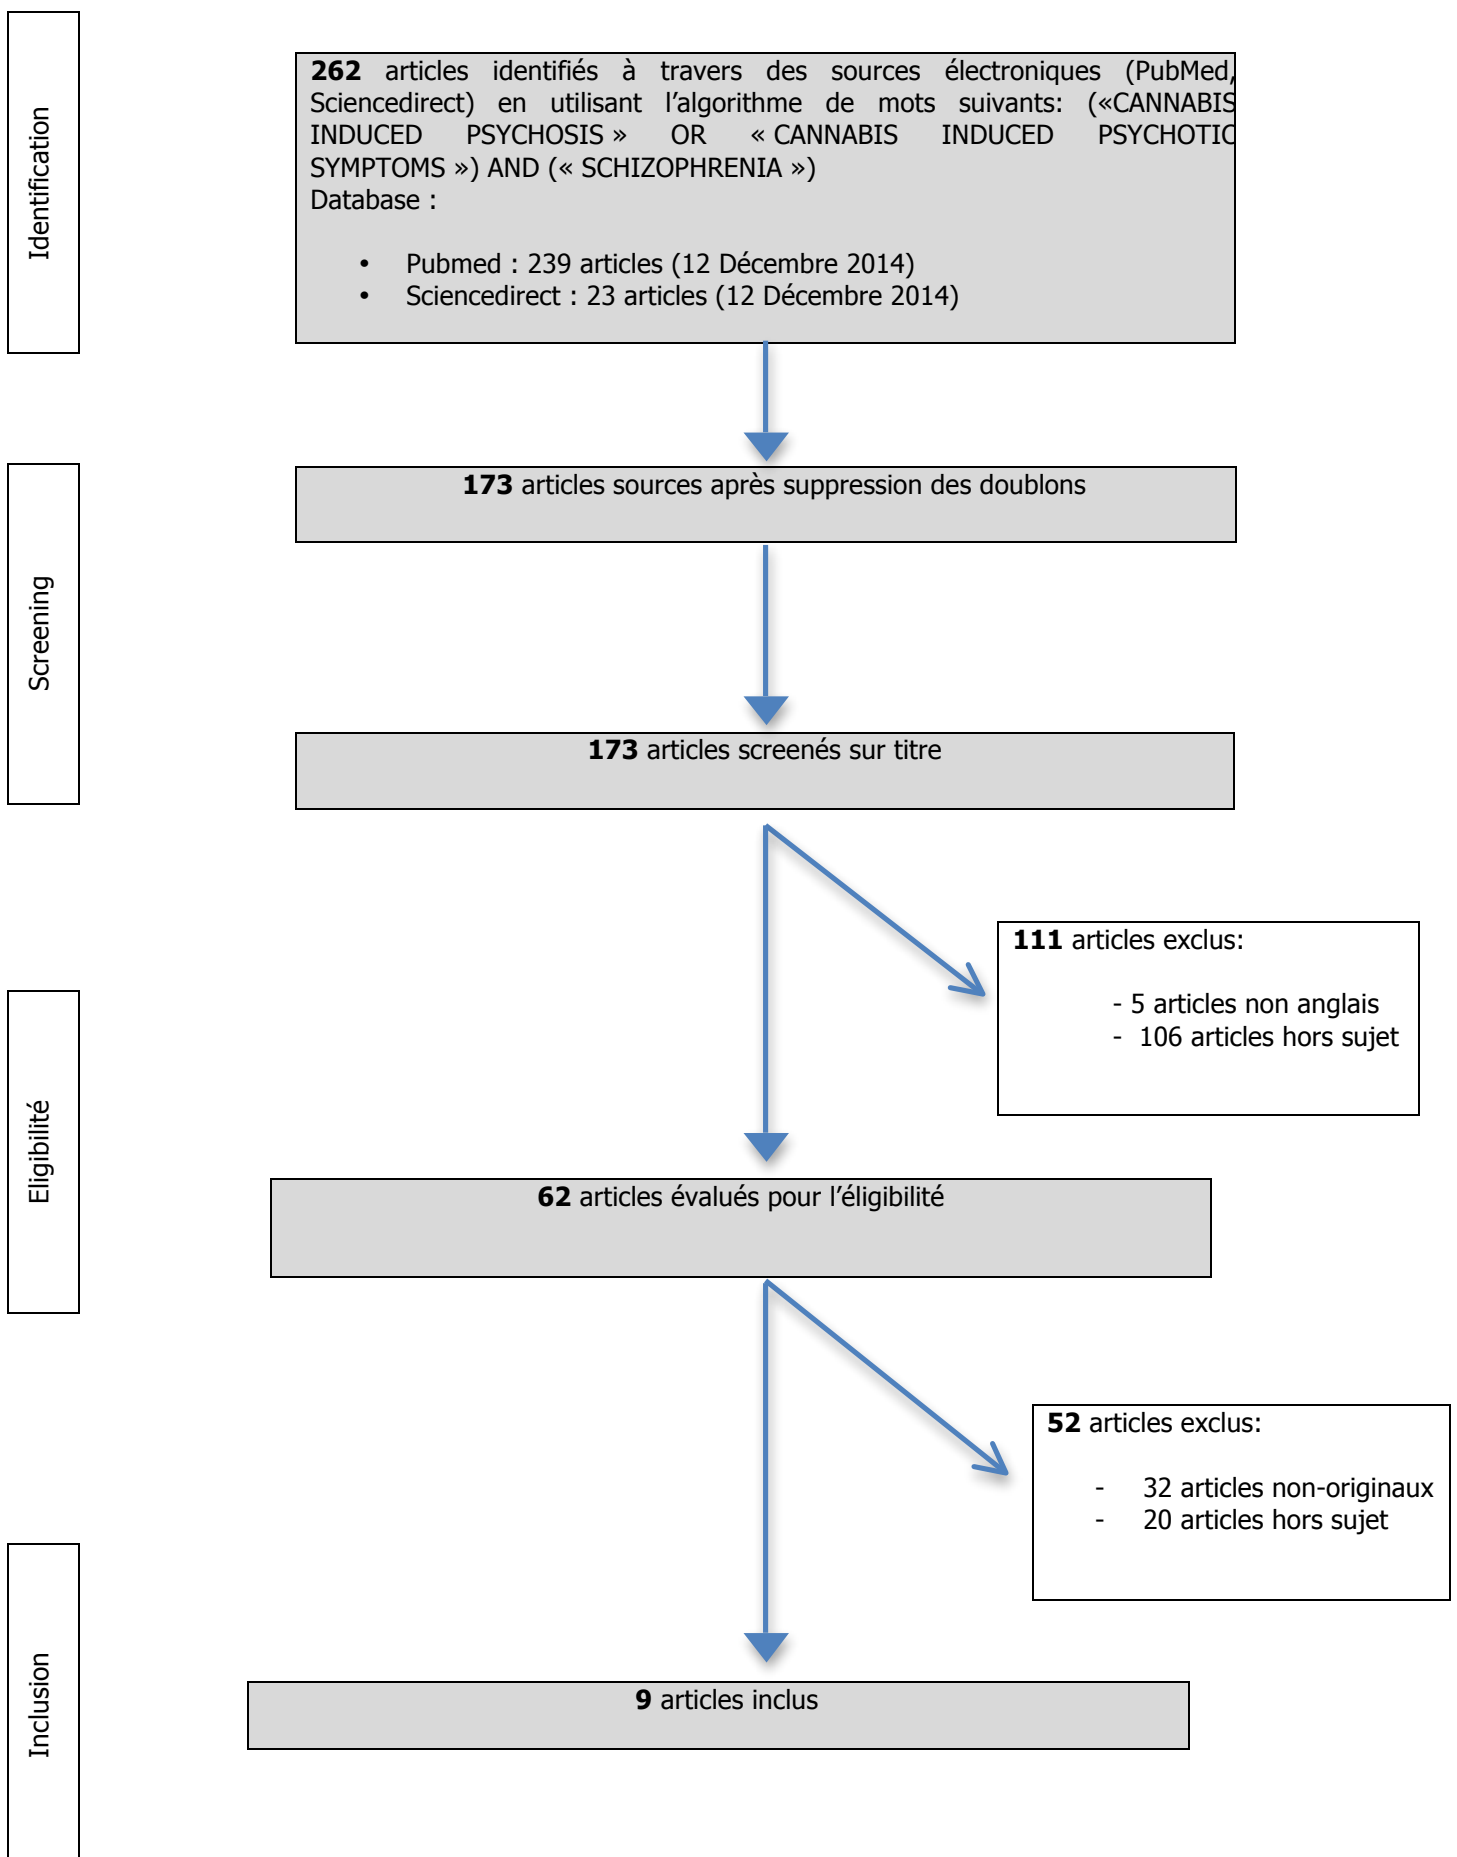 Identification
262 articles identifiés à travers des sources électroniques (PubMed,
Sciencedirect) en utilisant l’algorithme de mots suivants: («CANNABIS
INDUCED PSYCHOSIS » OR « CANNABIS INDUCED PSYCHOTIC
SYMPTOMS ») AND (« SCHIZOPHRENIA »)
Database :
• Pubmed : 239 articles (12 Décembre 2014)
• Sciencedirect : 23 articles (12 Décembre 2014)
Screening
173 articles sources après suppression des doublons
173 articles screenés sur titre
111 articles exclus:
- 5 articles non anglais
- 106 articles hors sujet
Eligibilité
62 articles évalués pour l’éligibilité
52 articles exclus:
- 32 articles non-originaux
- 20 articles hors sujet
Inclusion
9 articles inclus